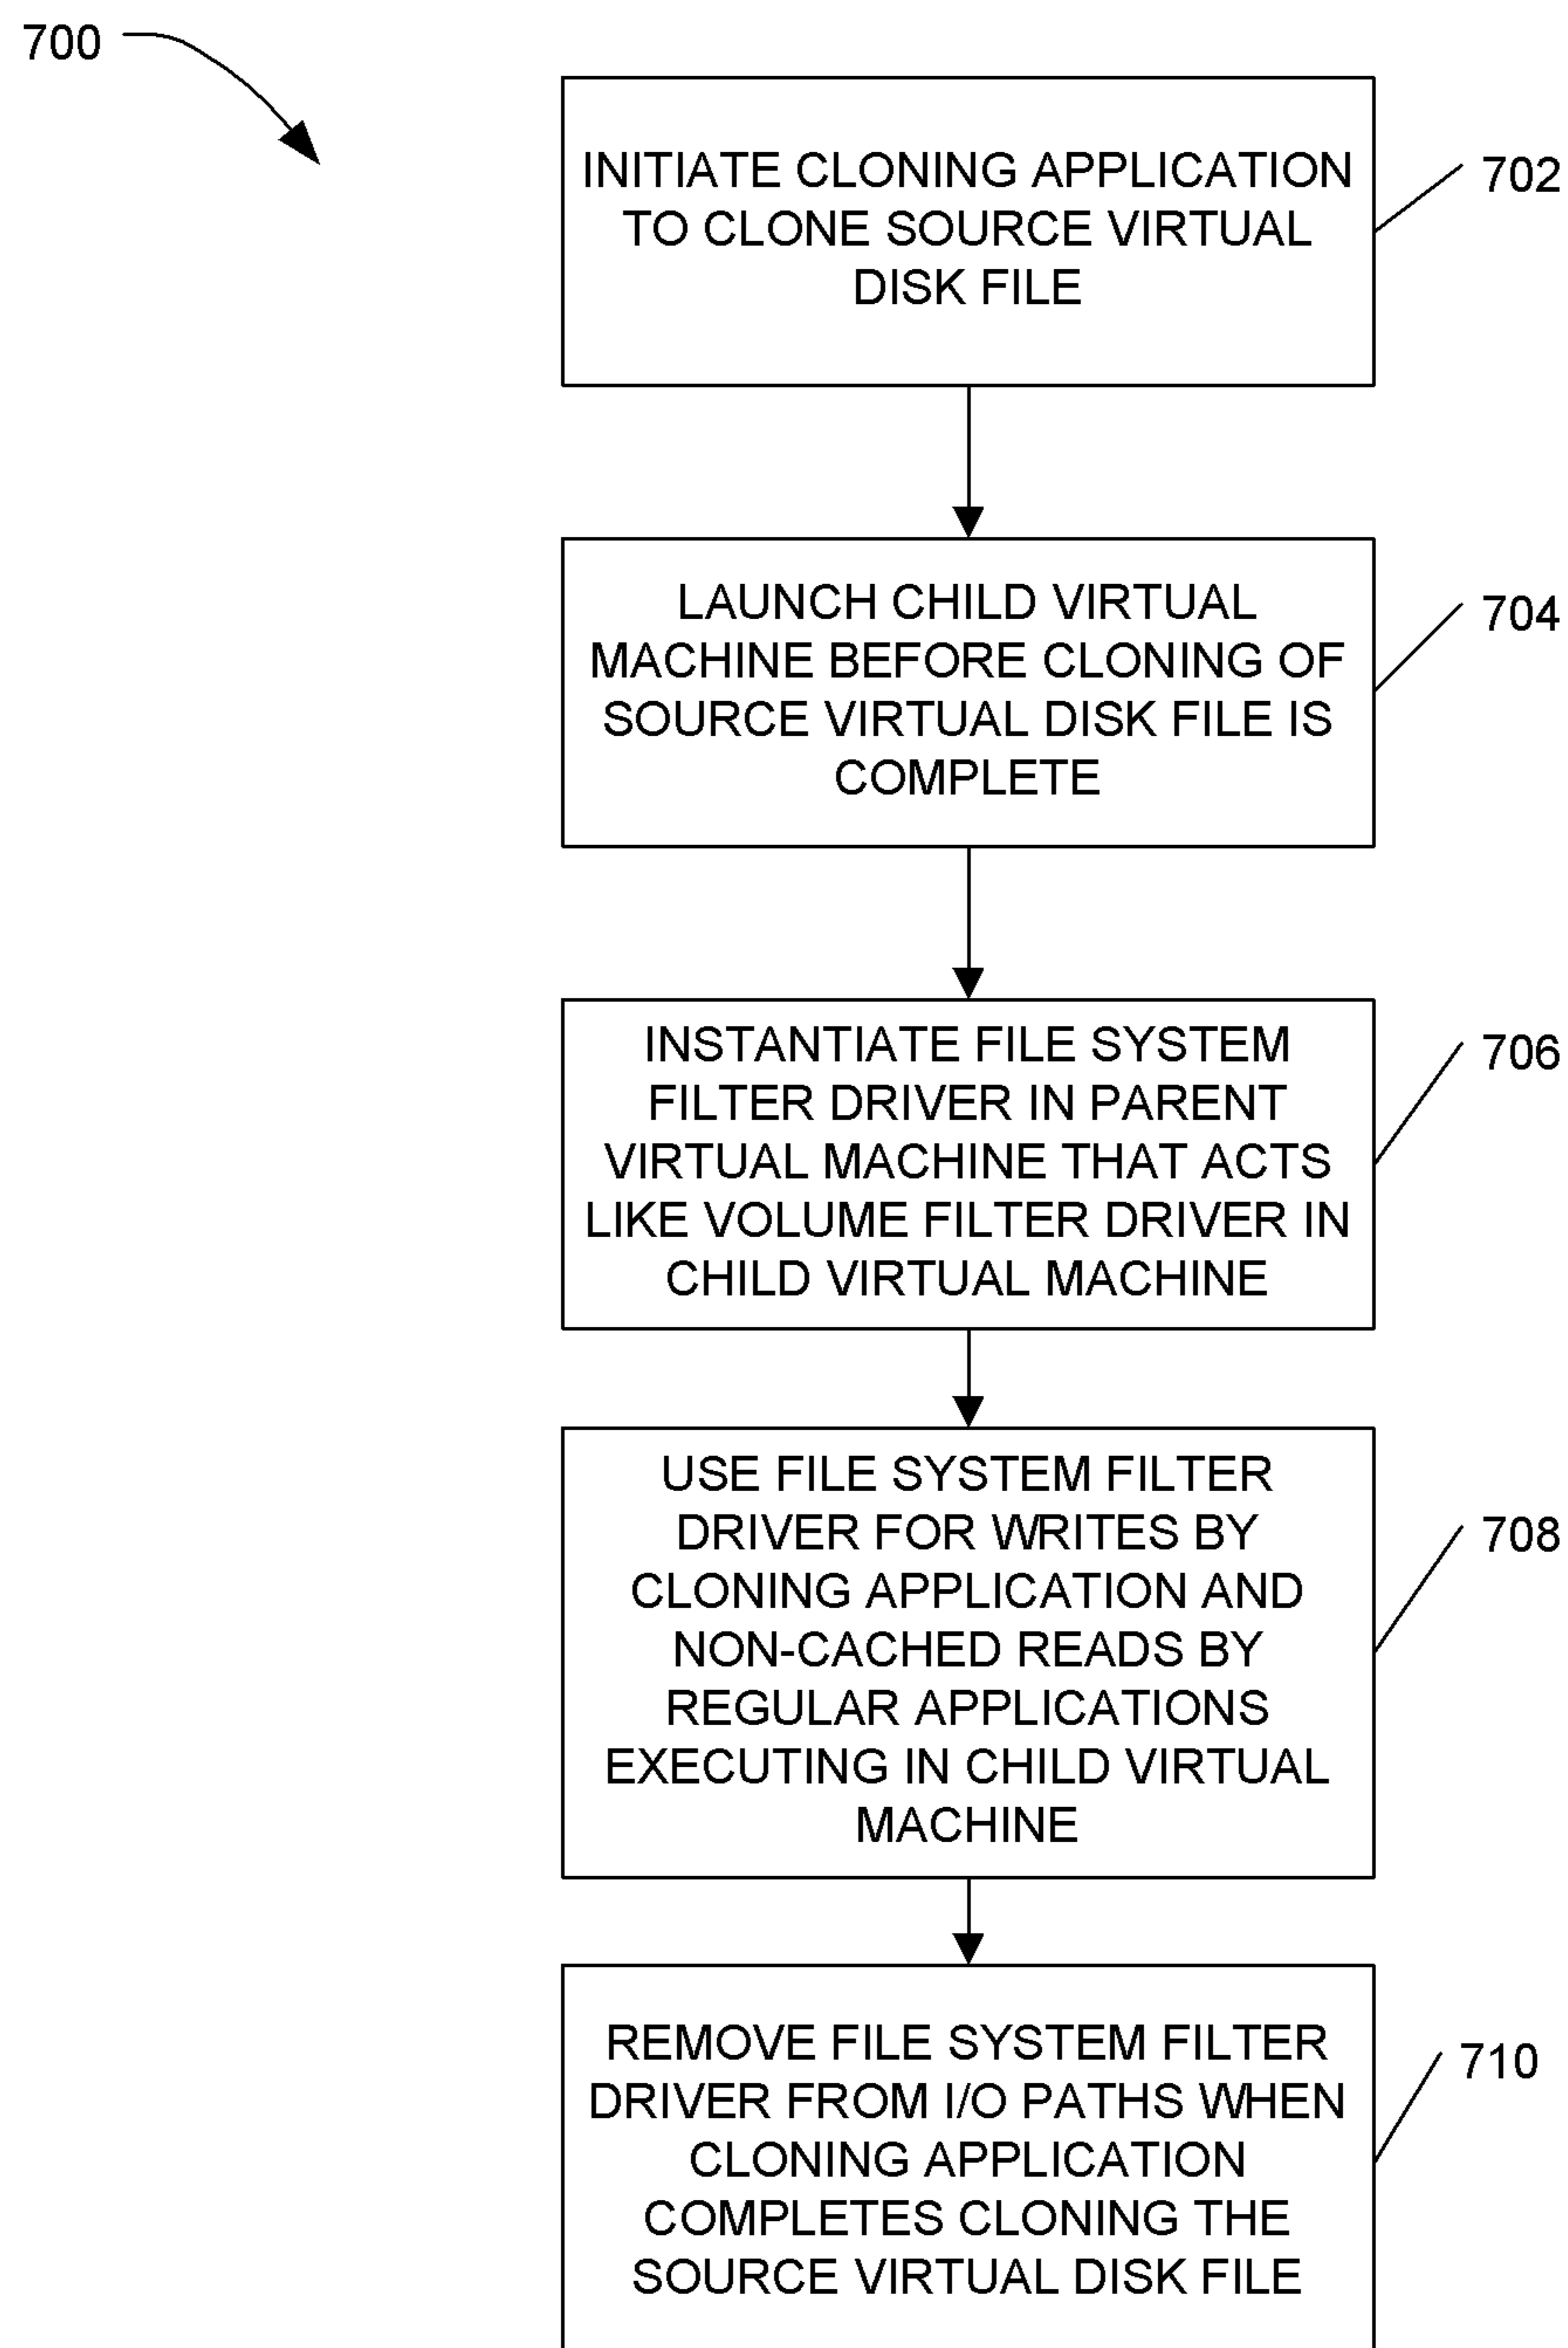 700
INITIATE CLONING APPLICATION
TO CLONE SOURCE VIRTUAL
DISK FILE
702
LAUNCH CHILD VIRTUAL
MACHINE BEFORE CLONING OF
SOURCE VIRTUAL DISK FILE IS
COMPLETE
704
INSTANTIATE FILE SYSTEM
FILTER DRIVER IN PARENT
VIRTUAL MACHINE THAT ACTS
LIKE VOLUME FILTER DRIVER IN
CHILD VIRTUAL MACHINE
706
USE FILE SYSTEM FILTER
DRIVER FOR WRITES BY
CLONING APPLICATION AND
NON-CACHED READS BY
REGULAR APPLICATIONS
EXECUTING IN CHILD VIRTUAL
MACHINE
708
REMOVE FILE SYSTEM FILTER
DRIVER FROM I/O PATHS WHEN
CLONING APPLICATION
COMPLETES CLONING THE
SOURCE VIRTUAL DISK FILE
710